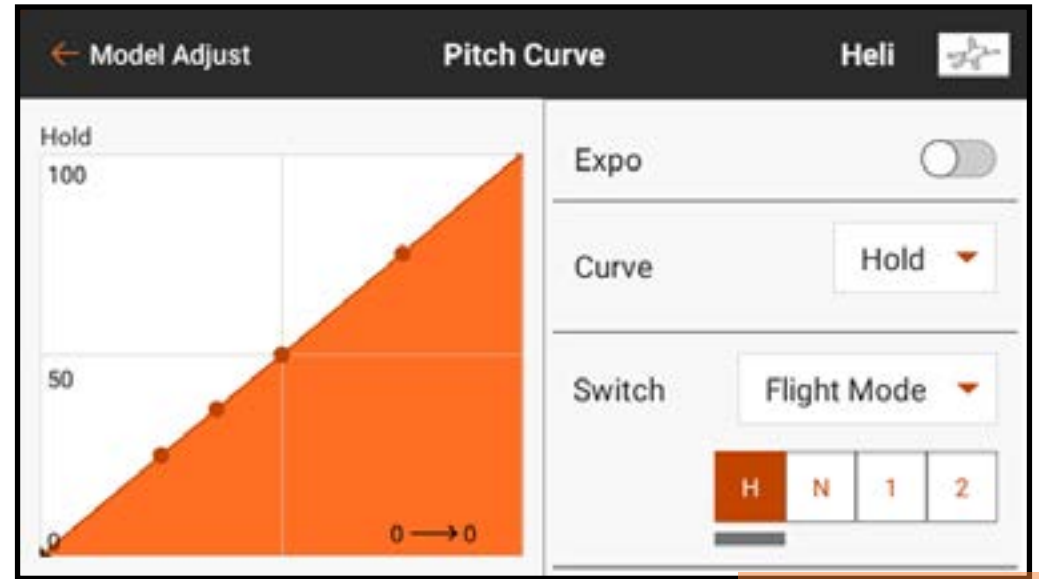 ← Model Adjust
Pitch Curve
Heli
Hold
100
50
0
0 → 0
Expo
Curve
Hold
Switch
Flight Mode
H N 1 2